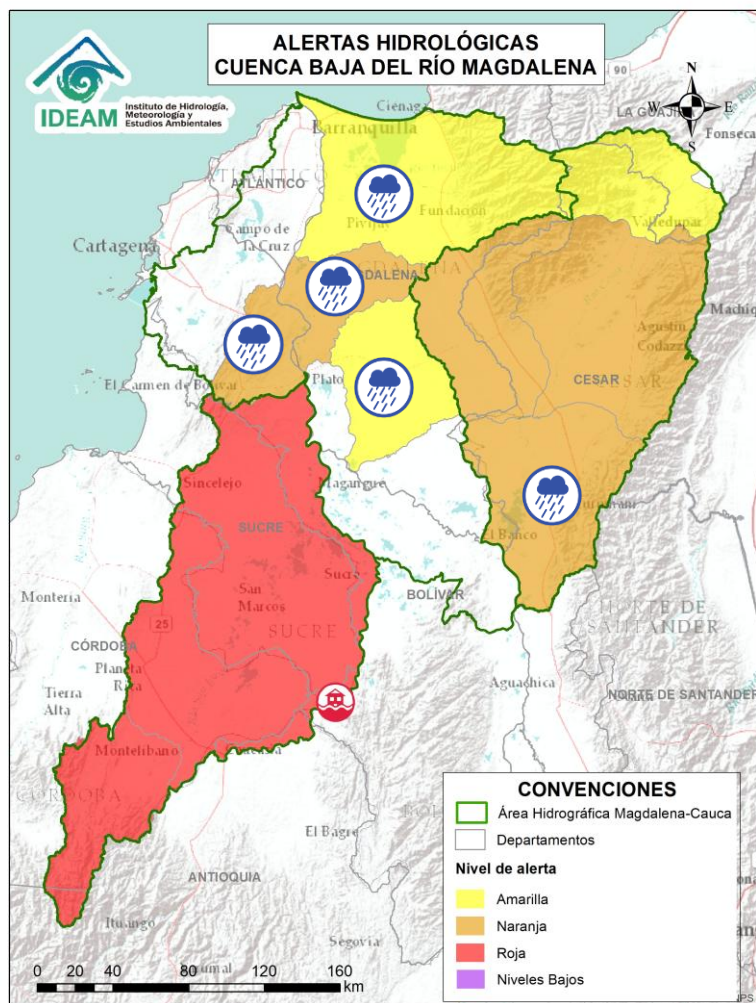 ALERTAS HIDROLÓGICAS
CUENCA BAJA DEL RÍO MAGDALENA
IDEAM
Instituto de Hidrología,
Meteorología y
Estudios Ambientales
N
W E
S
90
LA GUAJI
Fonseca
Ciénaga
Barranquilla
ATLÁNTICO
Fundación
Valledupar
Pivijay
Campo de
la Cruz
Cartagena
Agustín
Codazzi
CESAR
El Carmen de Bolívar
Plato
Magangué
Sincelejo
SUCRE
El Banco
Sucre
BOLÍVAR
San
Marcos
SUCRE
Montería
25
CÓRDOBA
Planeta
Rica
Tierra
Alta
NORTE DE
SANTANDER
Aguachica
NORTE DE SANTANDER
Montelíbano
El Bagre
ANTIOQUIA
Ituango
Segovia
CONVENCIONES
Área Hidrográfica Magdalena-Cauca
Departamentos
Nivel de alerta
Amarilla
Naranja
Roja
Niveles Bajos
0 20 40 80 120 160
km